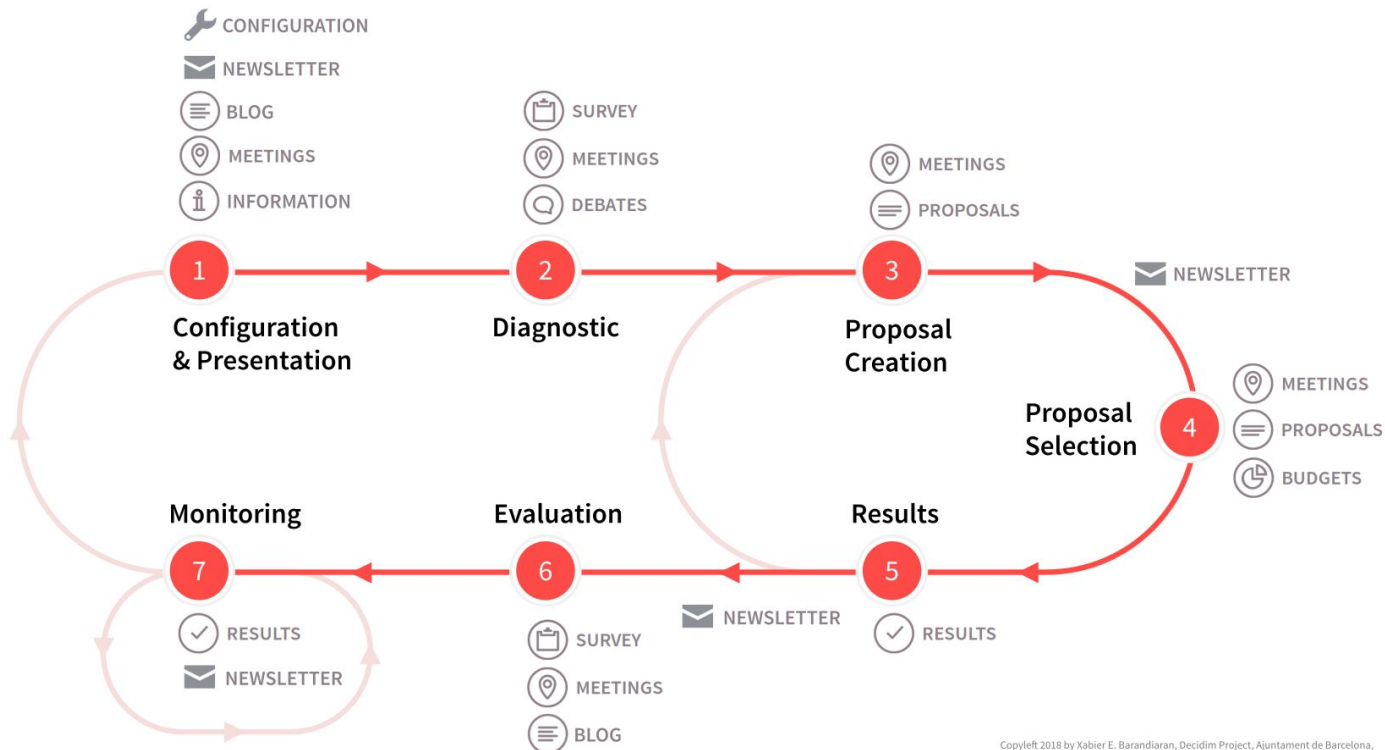 CONFIGURATION
NEWSLETTER
BLOG
MEETINGS
INFORMATION
1
Configuration
& Presentation
SURVEY
MEETINGS
DEBATES
2
Diagnostic
MEETINGS
PROPOSALS
3
Proposal
Creation
NEWSLETTER
Proposal
Selection
4
MEETINGS
PROPOSALS
BUDGETS
Results
5
RESULTS
NEWSLETTER
Evaluation
6
SURVEY
MEETINGS
BLOG
Monitoring
7
RESULTS
NEWSLETTER
Copyleft 2018 by Xabier E. Barandiaran, Decidim Project, Ajuntament de Barcelona,